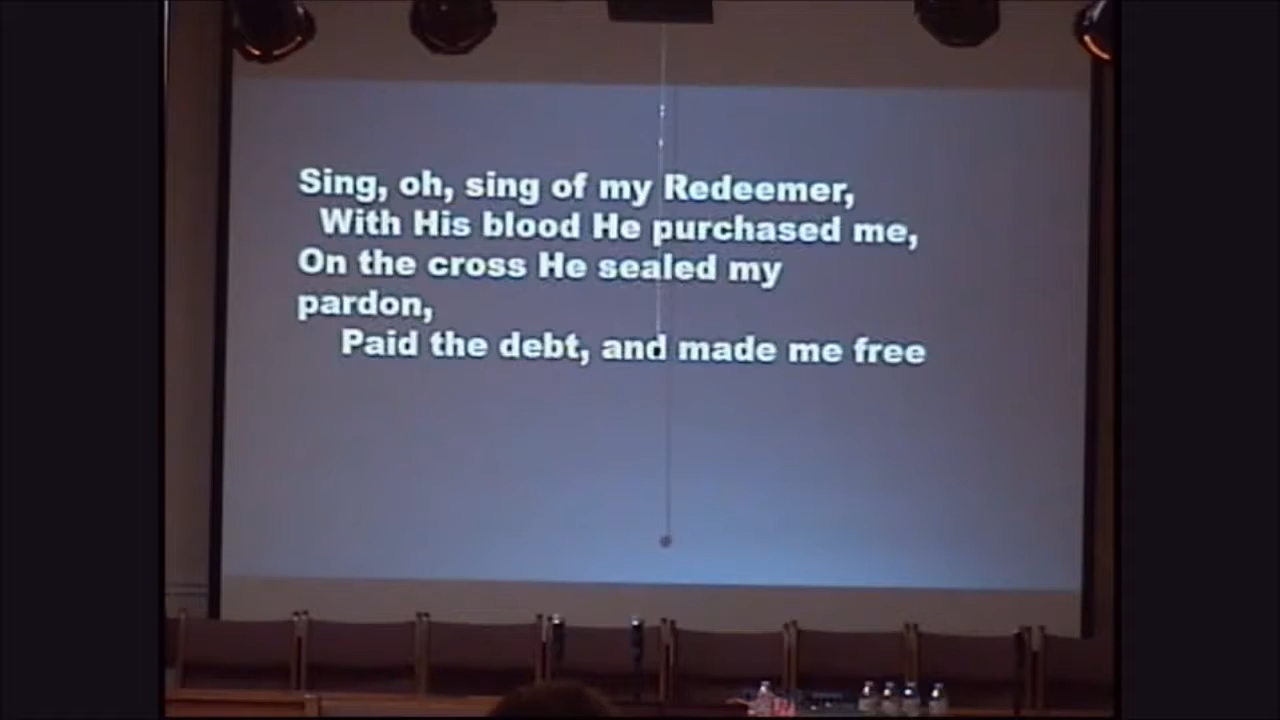 Sing, oh, sing of my Redeemer,
With His blood He purchased me,
On the cross He sealed my
pardon,
Paid the debt, and made me free